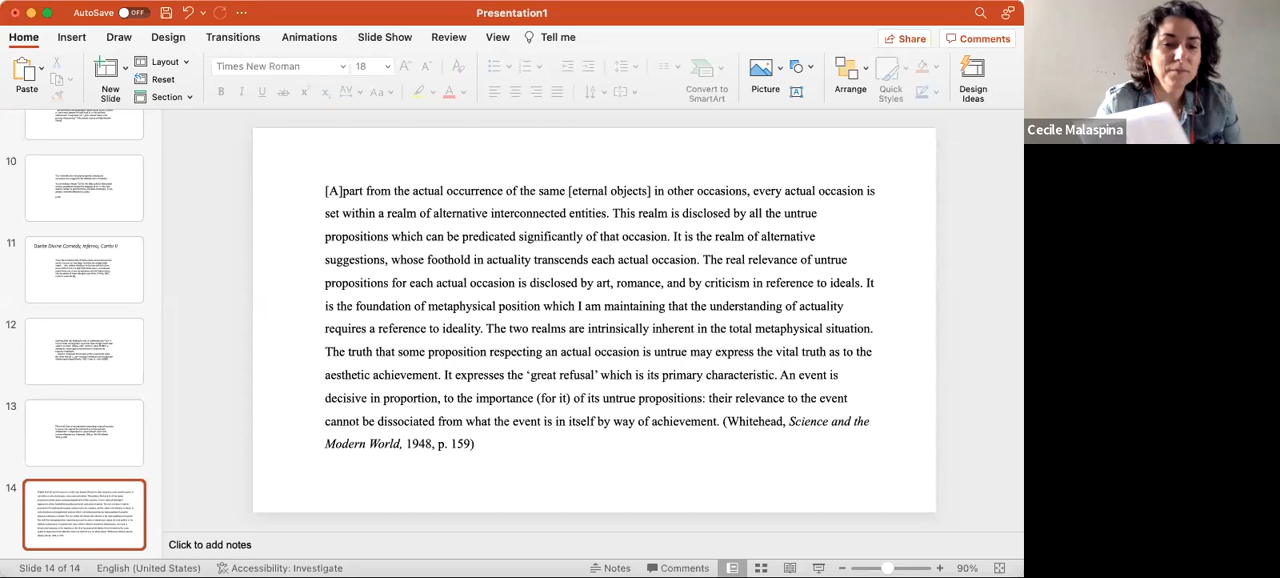 AutoSave OFF
Presentation1
Home Insert Draw Design Transitions Animations Slide Show Review View Tell me
Share Comments
Paste
New Slide
Layout
Reset
Section
Times New Roman 18
Convert to SmartArt
Picture
Arrange
Quick Styles
Design Ideas
10
11
Dante Divine Comedy, Inferno, Canto II
12
13
14
[A]part from the actual occurrence of the same [eternal objects] in other occasions, every actual occasion is
set within a realm of alternative interconnected entities. This realm is disclosed by all the untrue
propositions which can be predicated significantly of that occasion. It is the realm of alternative
suggestions, whose foothold in actuality transcends each actual occasion. The real relevance of untrue
propositions for each actual occasion is disclosed by art, romance, and by criticism in reference to ideals. It
is the foundation of metaphysical position which I am maintaining that the understanding of actuality
requires a reference to ideality. The two realms are intrinsically inherent in the total metaphysical situation.
The truth that some proposition respecting an actual occasion is untrue may express the vital truth as to the
aesthetic achievement. It expresses the ‘great refusal’ which is its primary characteristic. An event is
decisive in proportion, to the importance (for it) of its untrue propositions: their relevance to the event
cannot be dissociated from what the event is in itself by way of achievement. (Whitehead, Science and the
Modern World, 1948, p. 159)
Click to add notes
Slide 14 of 14 English (United States) Accessibility: Investigate Notes Comments 90%
Cecile Malaspina